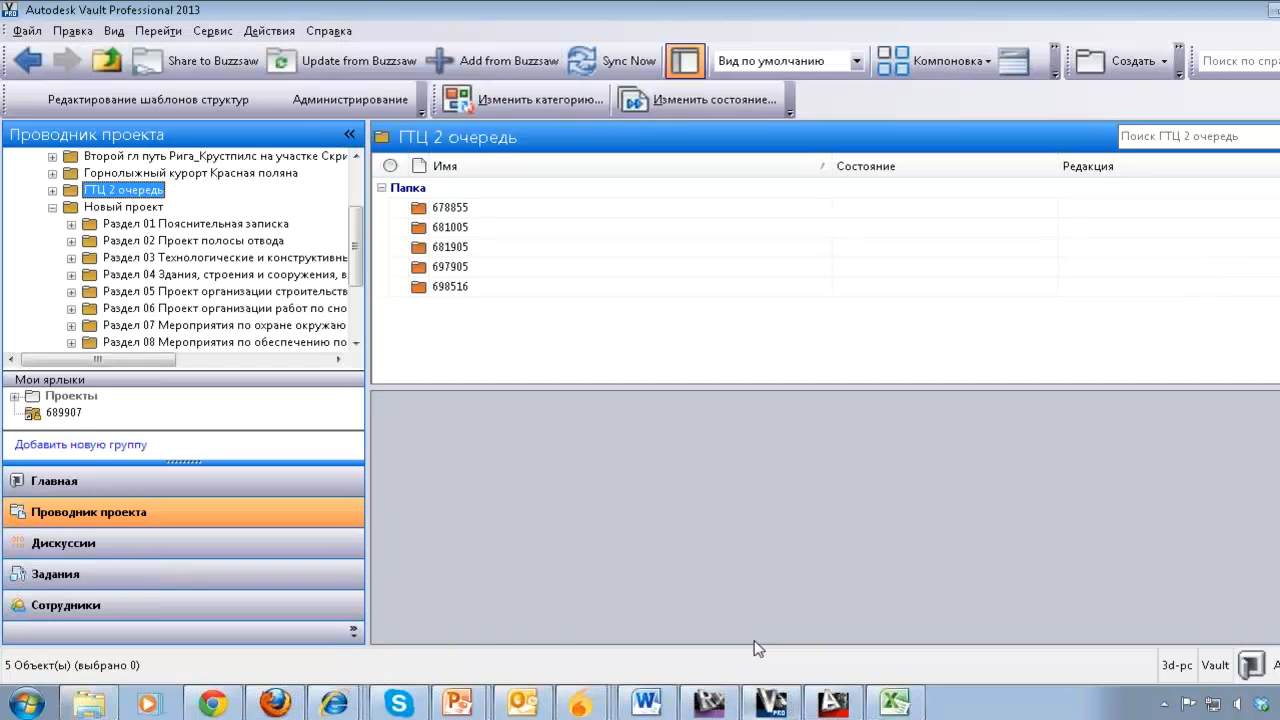 Autodesk Vault Professional 2013
Файл Правка Вид Перейти Сервис Действия Справка
Share to Buzzsaw Update from Buzzsaw Add from Buzzsaw Sync Now Вид по умолчанию Компоновка Создать Поиск по спра
Редактирование шаблонов структур Администрирование Изменить категорию... Изменить состояние...
Проводник проекта
ГТЦ 2 очередь
Поиск ГТЦ 2 очередь
Второй гл путь Рига_Крустпилс на участке Скри
Горнолыжный курорт Красная поляна
ГТЦ 2 очередь
Новый проект
Раздел 01 Пояснительная записка
Раздел 02 Проект полосы отвода
Раздел 03 Технологические и конструктивны
Раздел 04 Здания, строения и сооружения, в
Раздел 05 Проект организации строительств
Раздел 06 Проект организации работ по сно
Раздел 07 Мероприятия по охране окружаю
Раздел 08 Мероприятия по обеспечению по
Имя Состояние Редакция
Папка
678855
681005
681905
697905
698516
Мои ярлыки
Проекты
689907
Добавить новую группу
Главная
Проводник проекта
Дискуссии
Задания
Сотрудники
5 Объект(ы) (выбрано 0)
3d-pc Vault